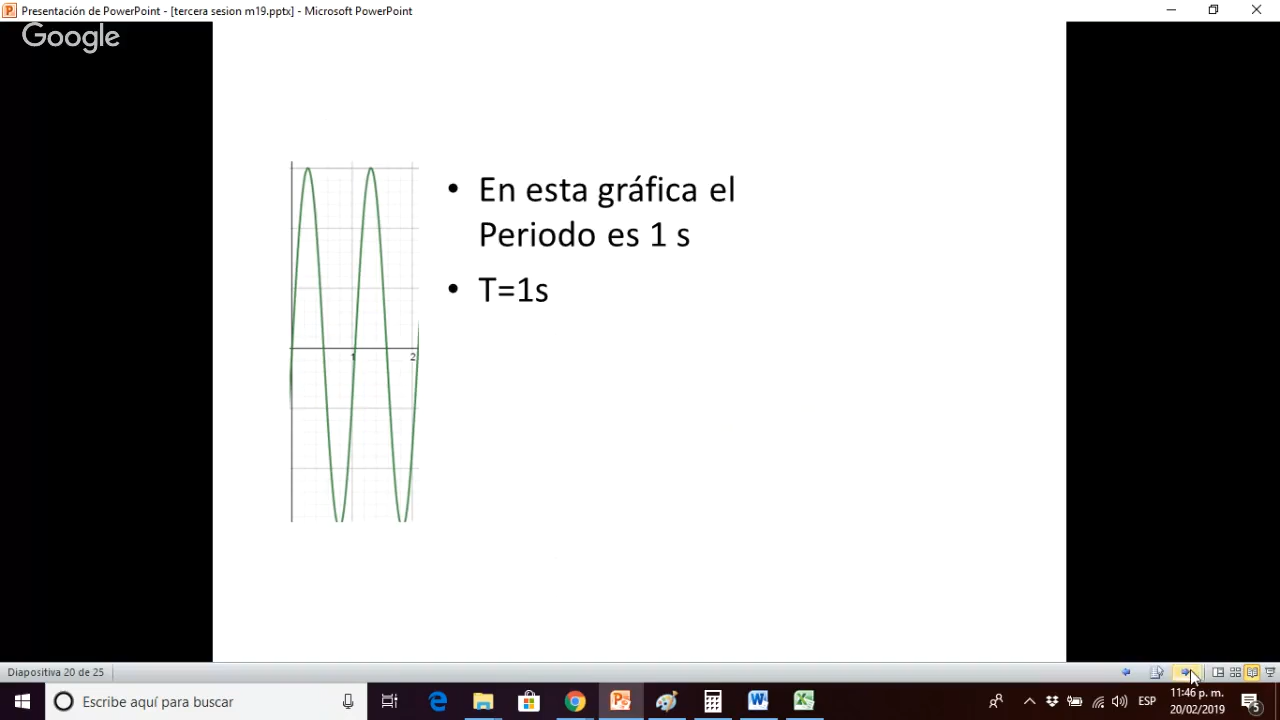 Presentación de PowerPoint - [tercera sesion m19.pptx] - Microsoft PowerPoint
Google
• En esta gráfica el
Periodo es 1 s
• T=1s
1
2
Diapositiva 20 de 25
Escribe aquí para buscar
ESP
11:46 p. m.
20/02/2019
5